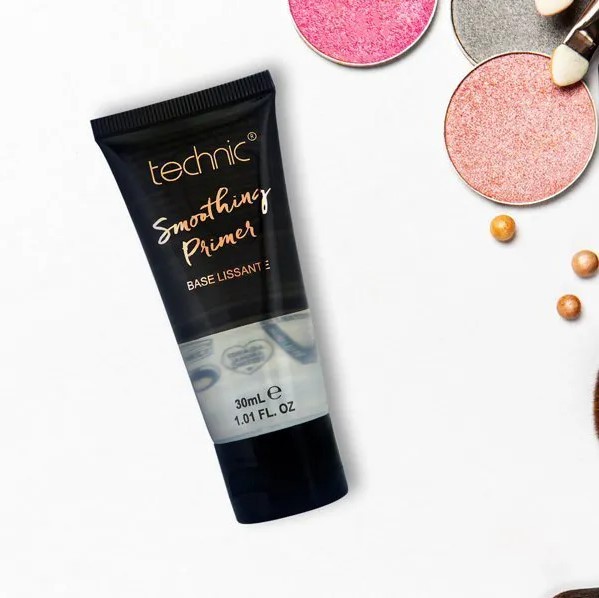 technic®
Smoothing
Primer
BASE LISSANTE
30mL ℮
1.01 FL. OZ